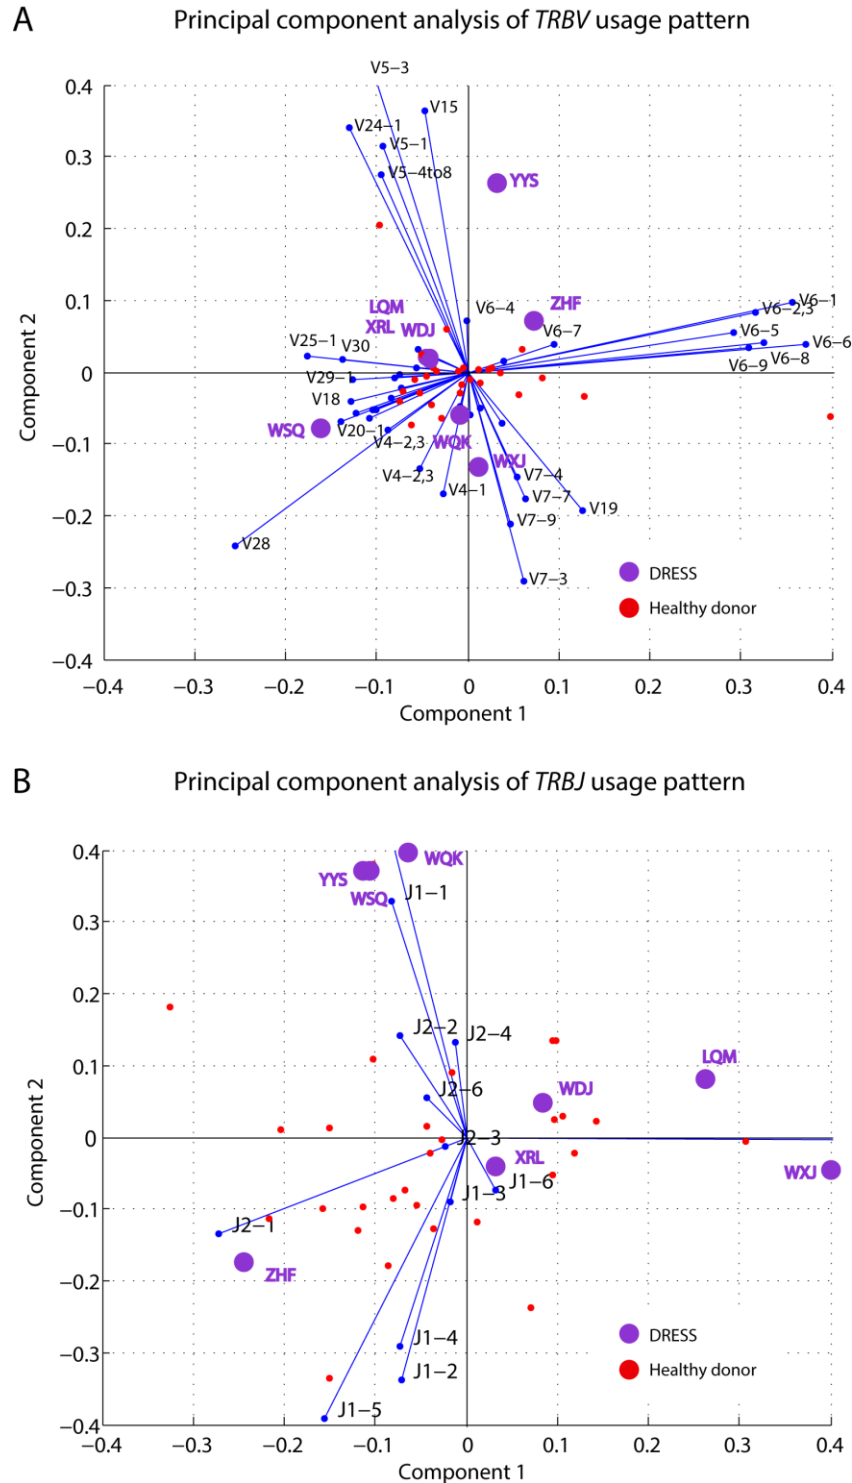 A
Principal component analysis of TRBV usage pattern
V5−3
0.4
V15
V24−1
V5−1
0.3
V5−4to8
YYS
0.2
LQM
ZHF
0.1
V6−1
XRL WDJ
V6−4
V6−2,3
V25−1
V30
V6−7
V6−5
V6−6
0
V6−8
V29−1
V6−9
V18
WSQ
V20−1
−0.1
V4−2,3
WQK
WXJ
V4−2,3
V7−4
V4−1
V7−7
V19
−0.2
V7−9
V28
DRESS
−0.3
V7−3
Healthy donor
−0.4
−0.4 −0.3 −0.2 −0.1 0 0.1 0.2 0.3 0.4
Component 1
Component 2
B
Principal component analysis of TRBJ usage pattern
0.4
WQK
YYS
WSQ
J1−1
0.3
0.2
J2−2
J2−4
LQM
0.1
J2−6
WDJ
0
J2−3
XRL
WXJ
J1−3
J1−6
−0.1
J2−1
ZHF
−0.2
J1−4
DRESS
−0.3
J1−2
Healthy donor
J1−5
−0.4
−0.4 −0.3 −0.2 −0.1 0 0.1 0.2 0.3 0.4
Component 1
Component 2